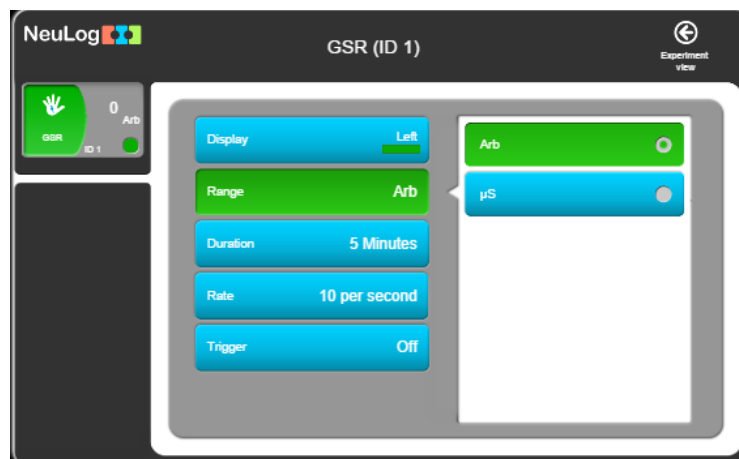 NeuLog
GSR (ID 1)
Experiment
view
0
Arb
GSR
ID 1
Display Left
Range Arb
Duration 5 Minutes
Rate 10 per second
Trigger Off
Arb
µS